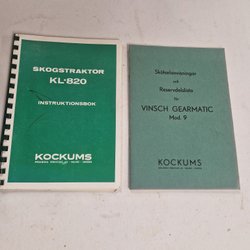 SKOGSTRAKTOR
KL-820
INSTRUKTIONSBOK
KOCKUMS
Skötselanvisningar
och
Reservdelslista
för
VINSCH GEARMATIC
Mod. 9
KOCKUMS